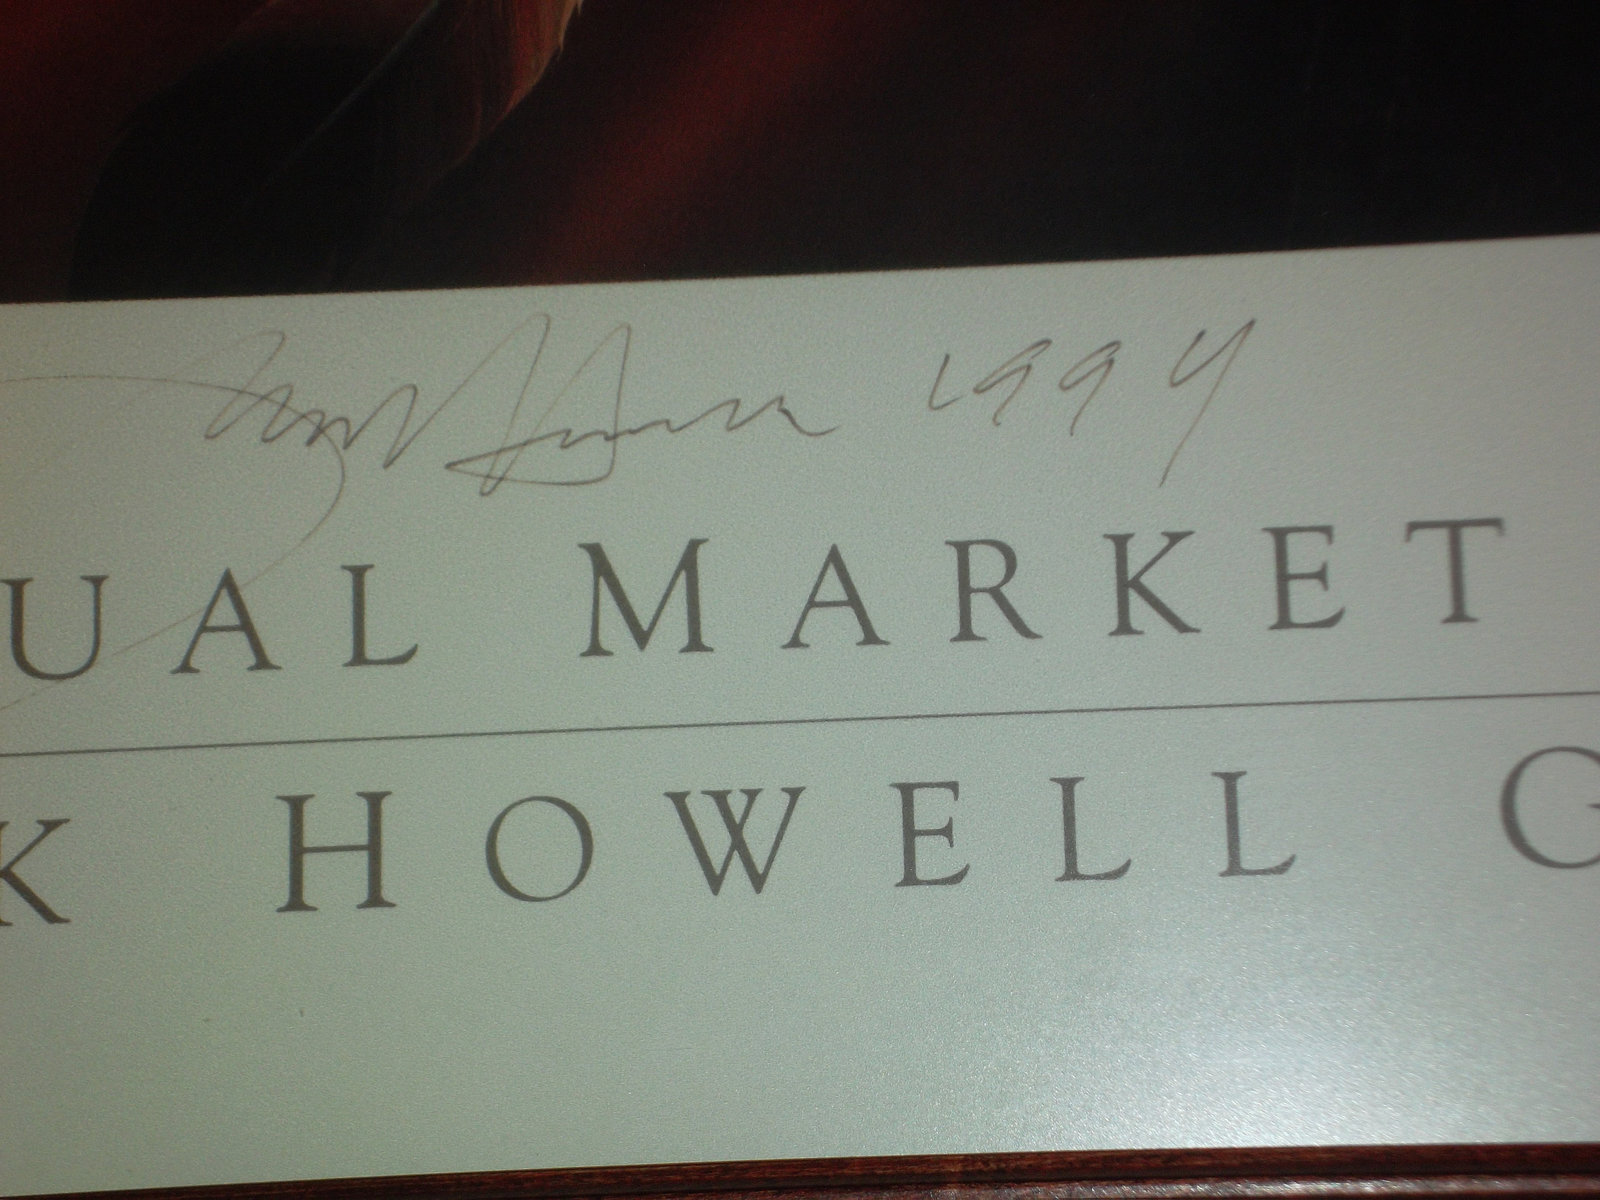 1994
UAL MARKET
K HOWELL G